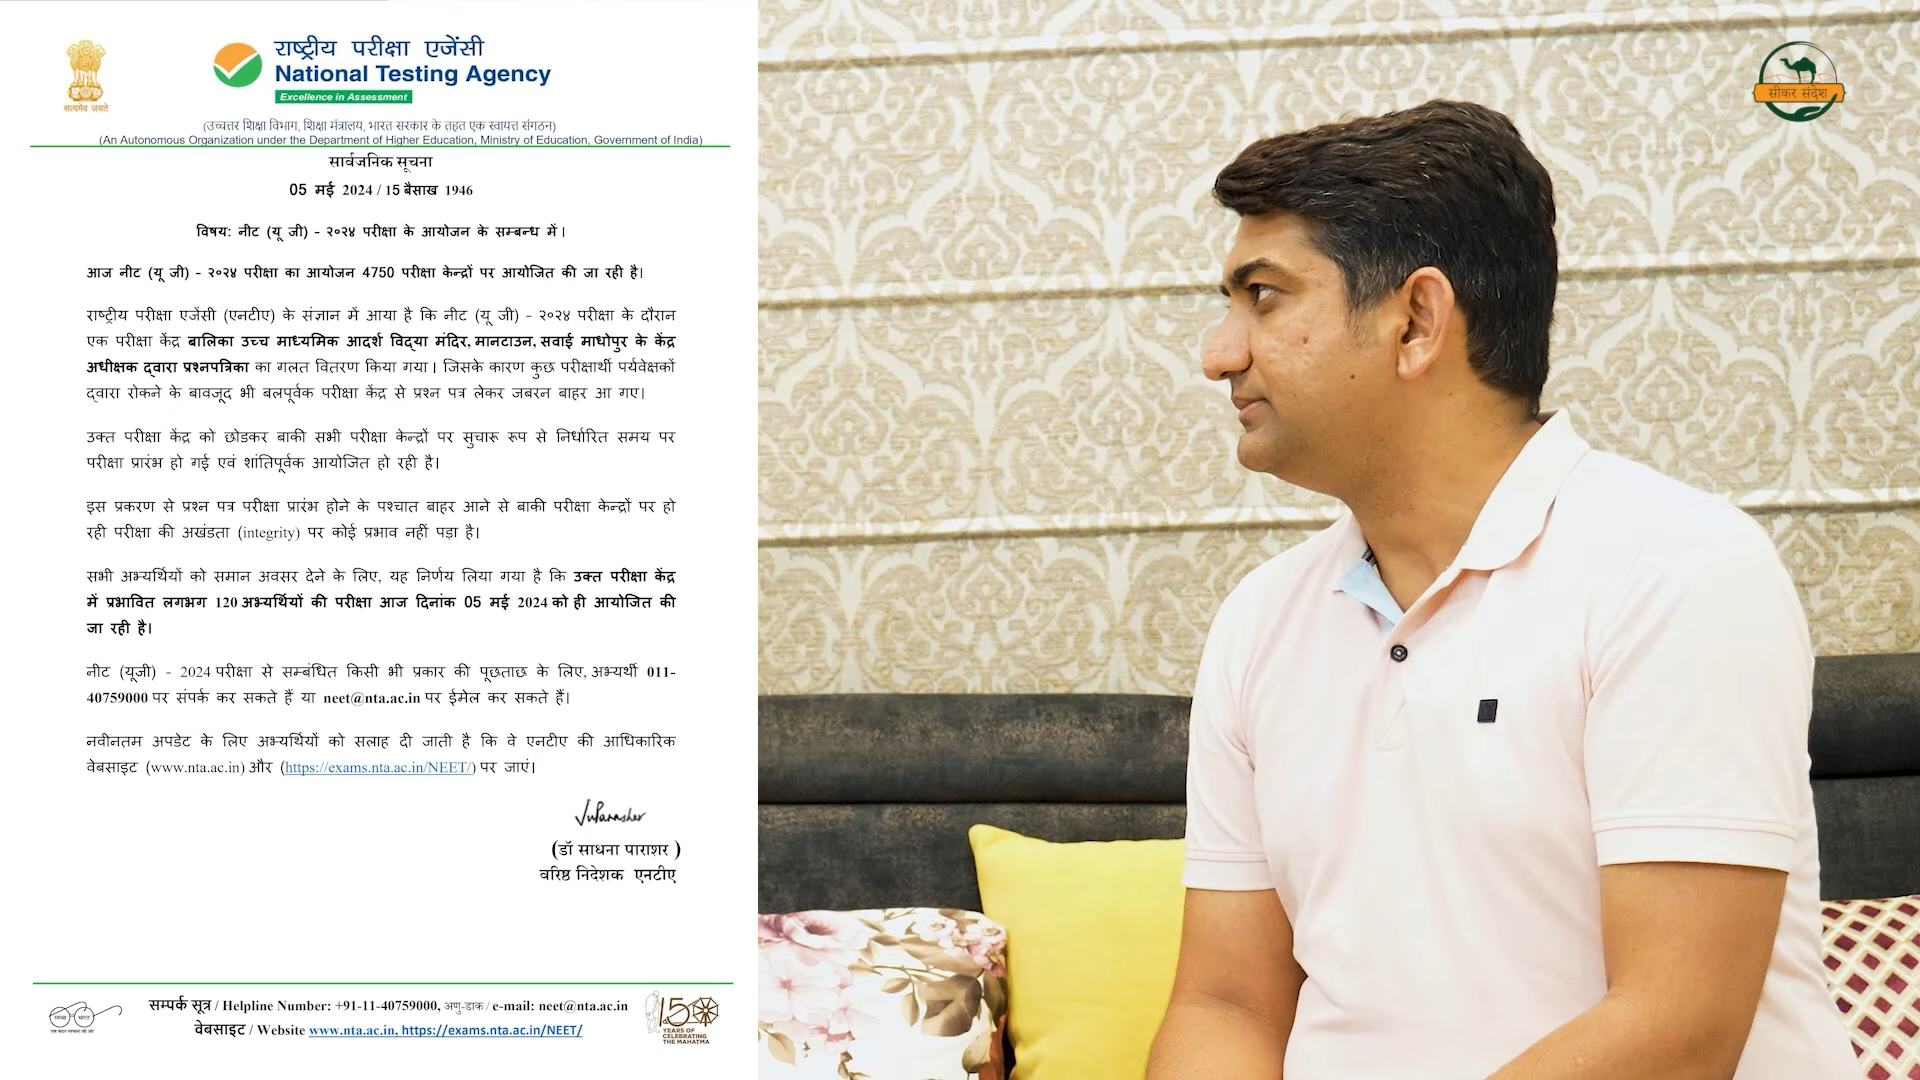 सत्यमेव जयते
राष्ट्रीय परीक्षा एजेंसी
National Testing Agency
Excellence in Assessment
(उच्चतर शिक्षा विभाग, शिक्षा मंत्रालय, भारत सरकार के तहत एक स्वायत्त संगठन)
(An Autonomous Organization under the Department of Higher Education, Ministry of Education, Government of India)
सार्वजनिक सूचना
05 मई 2024 / 15 बैसाख 1946
विषय: नीट (यू जी) - २०२४ परीक्षा के आयोजन के सम्बन्ध में।
आज नीट (यू जी) - २०२४ परीक्षा का आयोजन 4750 परीक्षा केन्द्रों पर आयोजित की जा रही है।
राष्ट्रीय परीक्षा एजेंसी (एनटीए) के संज्ञान में आया है कि नीट (यू जी) - २०२४ परीक्षा के दौरान
एक परीक्षा केंद्र बालिका उच्च माध्यमिक आदर्श विद्या मंदिर, मानटाउन, सवाई माधोपुर के केंद्र
अधीक्षक द्वारा प्रश्नपत्रिका का गलत वितरण किया गया। जिसके कारण कुछ परीक्षार्थी पर्यवेक्षकों
द्वारा रोकने के बावजूद भी बलपूर्वक परीक्षा केंद्र से प्रश्न पत्र लेकर जबरन बाहर आ गए।
उक्त परीक्षा केंद्र को छोडकर बाकी सभी परीक्षा केन्द्रों पर सुचारू रूप से निर्धारित समय पर
परीक्षा प्रारंभ हो गई एवं शांतिपूर्वक आयोजित हो रही है।
इस प्रकरण से प्रश्न पत्र परीक्षा प्रारंभ होने के पश्चात बाहर आने से बाकी परीक्षा केन्द्रों पर हो
रही परीक्षा की अखंडता (integrity) पर कोई प्रभाव नहीं पड़ा है।
सभी अभ्यर्थियों को समान अवसर देने के लिए, यह निर्णय लिया गया है कि उक्त परीक्षा केंद्र
में प्रभावित लगभग 120 अभ्यर्थियों की परीक्षा आज दिनांक 05 मई 2024 को ही आयोजित की
जा रही है।
नीट (यूजी) - 2024 परीक्षा से सम्बंधित किसी भी प्रकार की पूछताछ के लिए, अभ्यर्थी 011-
40759000 पर संपर्क कर सकते हैं या neet@nta.ac.in पर ईमेल कर सकते हैं।
नवीनतम अपडेट के लिए अभ्यर्थियों को सलाह दी जाती है कि वे एनटीए की आधिकारिक
वेबसाइट (www.nta.ac.in) और (https://exams.nta.ac.in/NEET/) पर जाएं।
(डॉ साधना पाराशर )
वरिष्ठ निदेशक एनटीए
सम्पर्क सूत्र / Helpline Number: +91-11-40759000, अणु-डाक / e-mail: neet@nta.ac.in
वेबसाइट / Website www.nta.ac.in, https://exams.nta.ac.in/NEET/
स्वच्छ भारत
150
YEARS OF
CELEBRATING
THE MAHATMA
सीकर संदेश